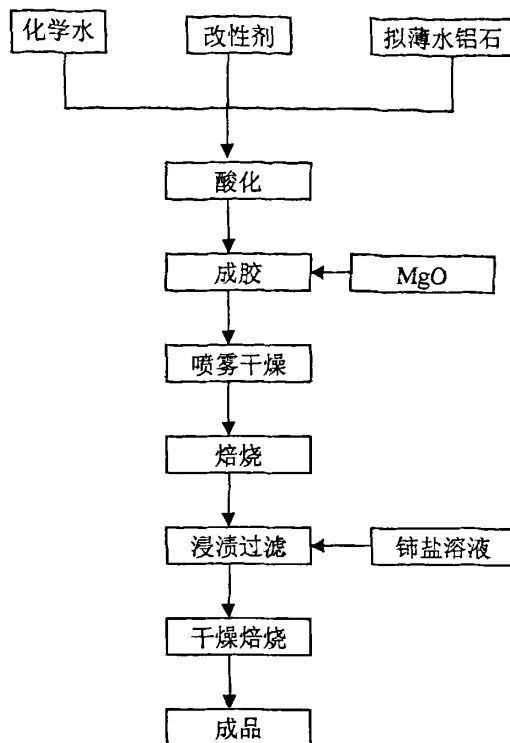 化学水
改性剂
拟薄水铝石
酸化
成胶
MgO
喷雾干燥
焙烧
浸渍过滤
铈盐溶液
干燥焙烧
成品